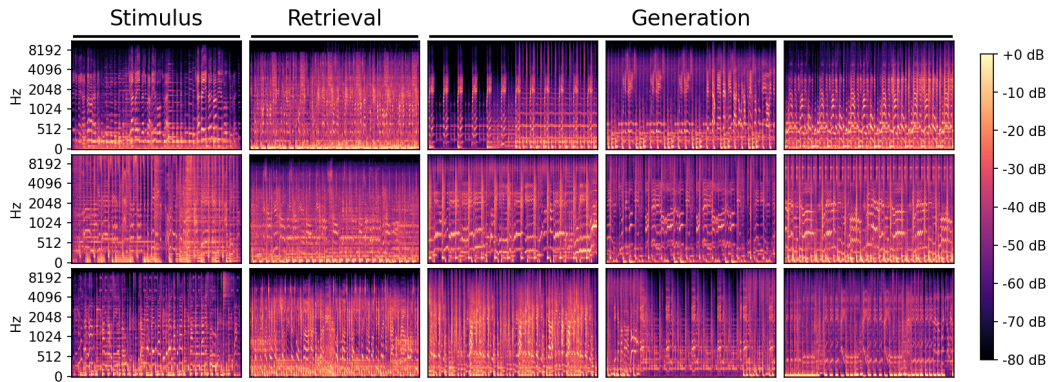 Stimulus Retrieval Generation
Hz 8192 4096 2048 1024 512 0
Hz 8192 4096 2048 1024 512 0
Hz 8192 4096 2048 1024 512 0
+0 dB
-10 dB
-20 dB
-30 dB
-40 dB
-50 dB
-60 dB
-70 dB
-80 dB